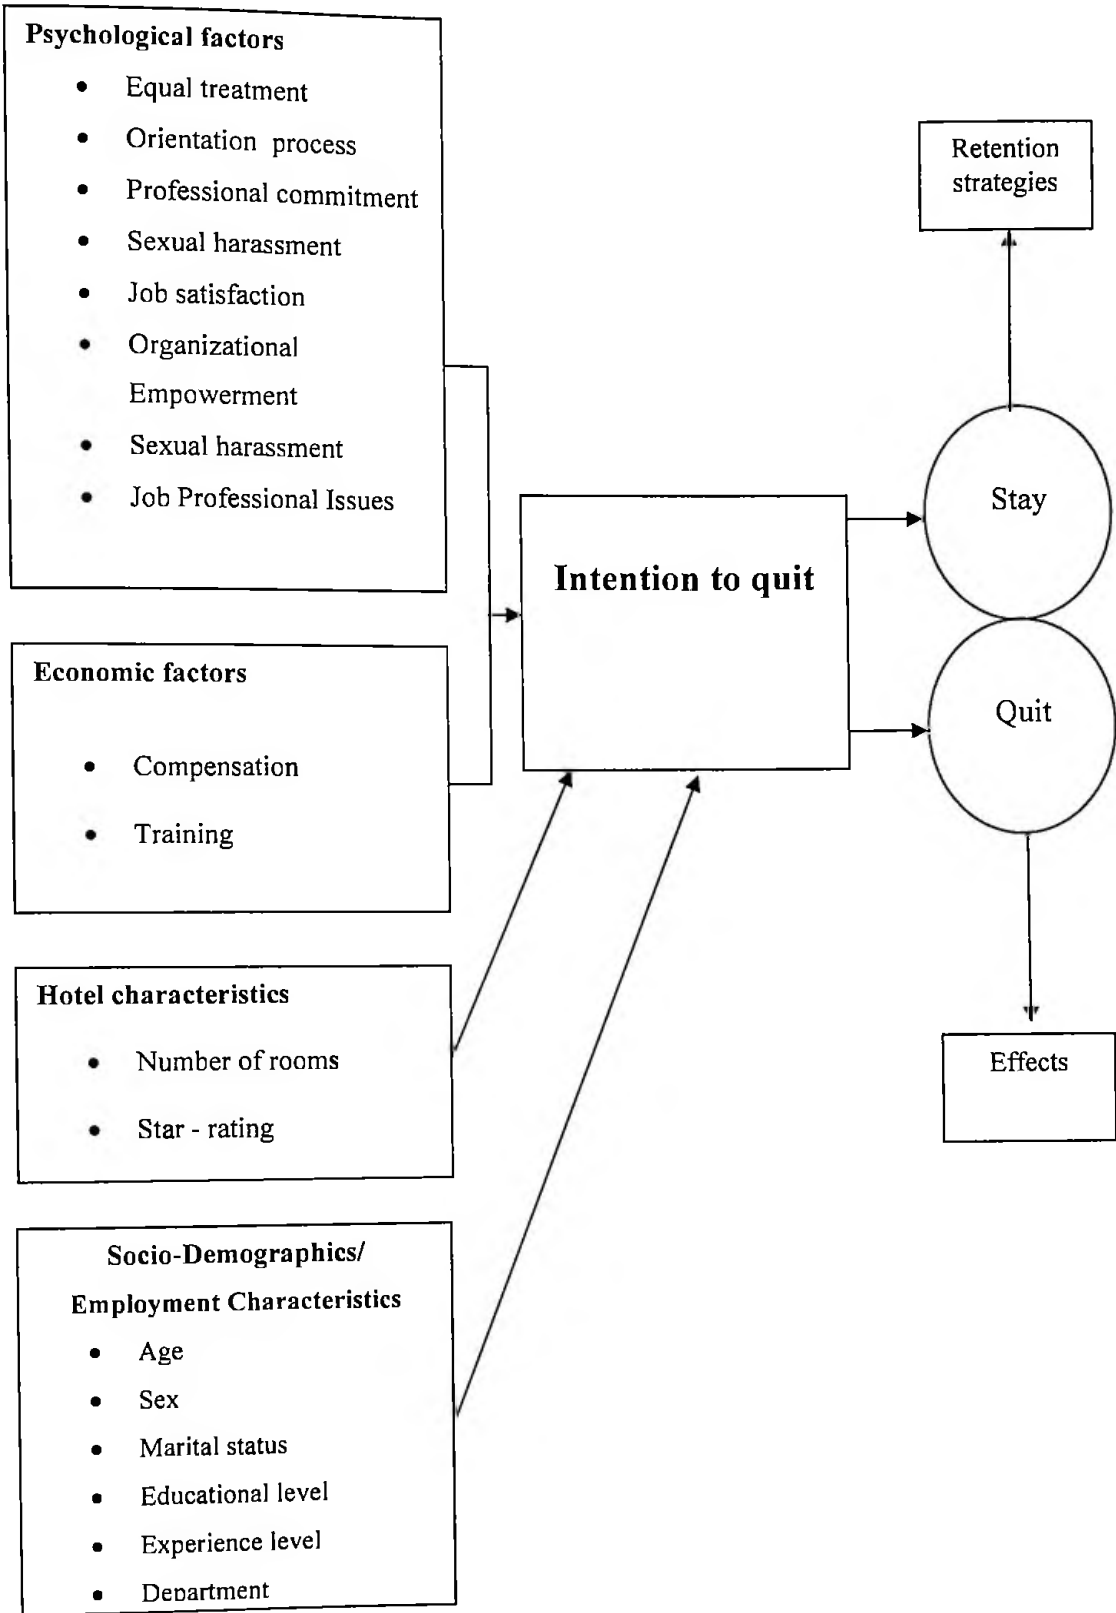 Psychological factors
Equal treatment
Orientation process
Professional commitment
Sexual harassment
Job satisfaction
Organizational
Empowerment
Sexual harassment
Job Professional Issues
Economic factors
Compensation
Training
Hotel characteristics
Number of rooms
Star - rating
Socio-Demographics/
Employment Characteristics
Age
Sex
Marital status
Educational level
Experience level
Department
Intention to quit
Retention
strategies
Stay
Quit
Effects